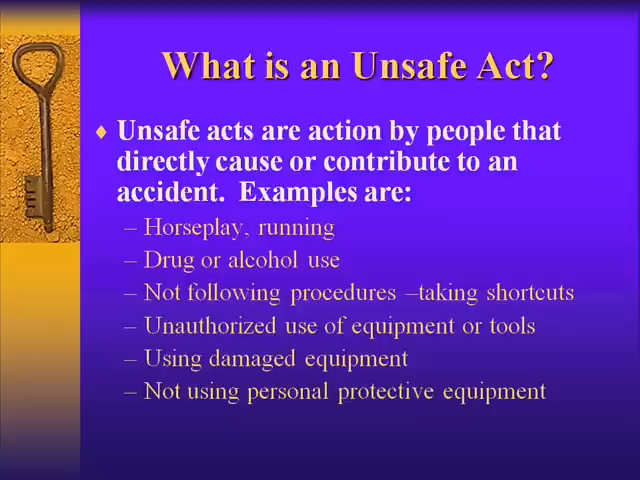 What is an Unsafe Act?
♦ Unsafe acts are action by people that
directly cause or contribute to an
accident.  Examples are:
– Horseplay, running
– Drug or alcohol use
– Not following procedures –taking shortcuts
– Unauthorized use of equipment or tools
– Using damaged equipment
– Not using personal protective equipment